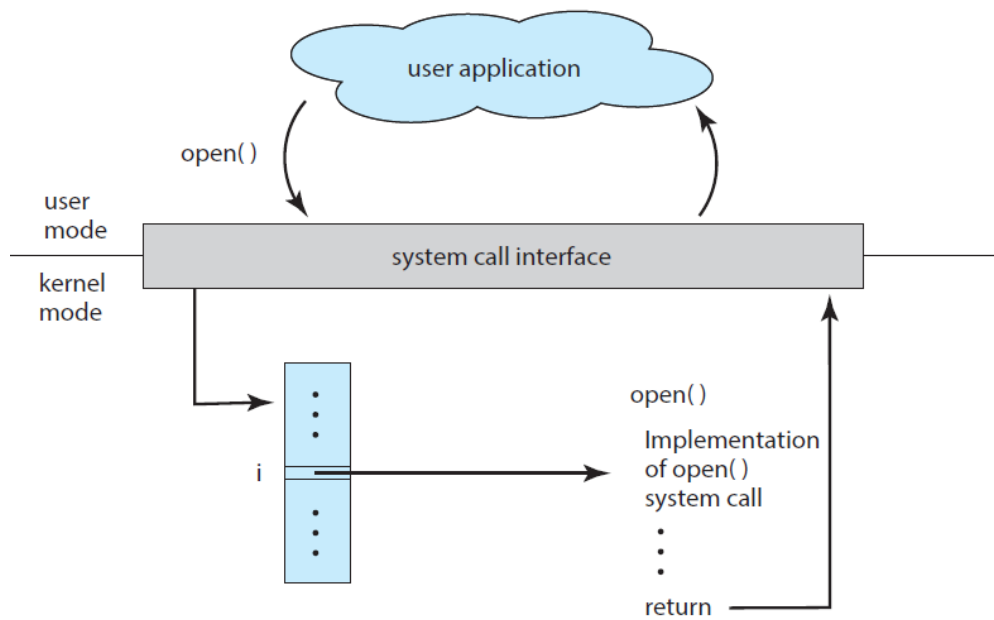 user application
open( )
user
mode
system call interface
kernel
mode
open( )
Implementation
i
of open( )
system call
return